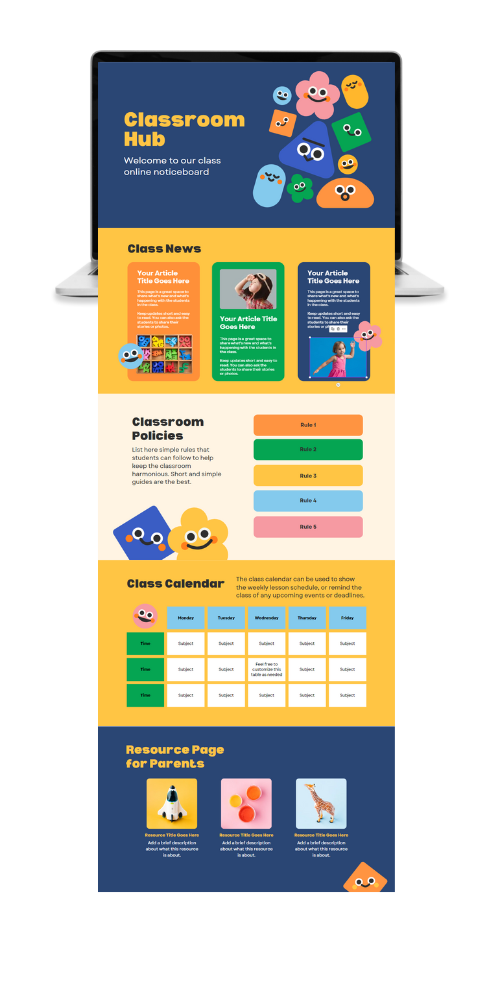 Classroom
Hub
Welcome to our class
online noticeboard
Class News
Your Article
Title Goes Here
This page is a great space to
share what's new and what's
happening with the students
in the class.
Keep updates short and easy
to read. You can also ask the
students to share their
stories or photos.
Your Article Title
Goes Here
This page is a great space to
share what's new and what's
happening with the students in
the class.
Keep updates short and easy to
read. You can also ask the
students to share their stories
or photos.
Your Article
Title Goes Here
This page is a great space to
share what's new and what's
happening with the students
in the class.
Keep updates short and easy
to read. You can also ask the
students to share their
stories or
Classroom
Policies
List here simple rules that
students can follow to help
keep the classroom
harmonious. Short and simple
guides are the best.
Rule 1
Rule 2
Rule 3
Rule 4
Rule 5
Class Calendar
The class calendar can be used to show
the weekly lesson schedule, or remind the
class of any upcoming events or deadlines.
Monday Tuesday Wednesday Thursday Friday
Time Subject Subject Subject Subject Subject
Time Subject Subject Feel free to
customize this
table as needed Subject Subject
Time Subject Subject Subject Subject Subject
Resource Page
for Parents
Resource Title Goes Here
Add a brief description
about what this resource
is about.
Resource Title Goes Here
Add a brief description
about what this resource
is about.
Resource Title Goes Here
Add a brief description
about what this resource
is about.